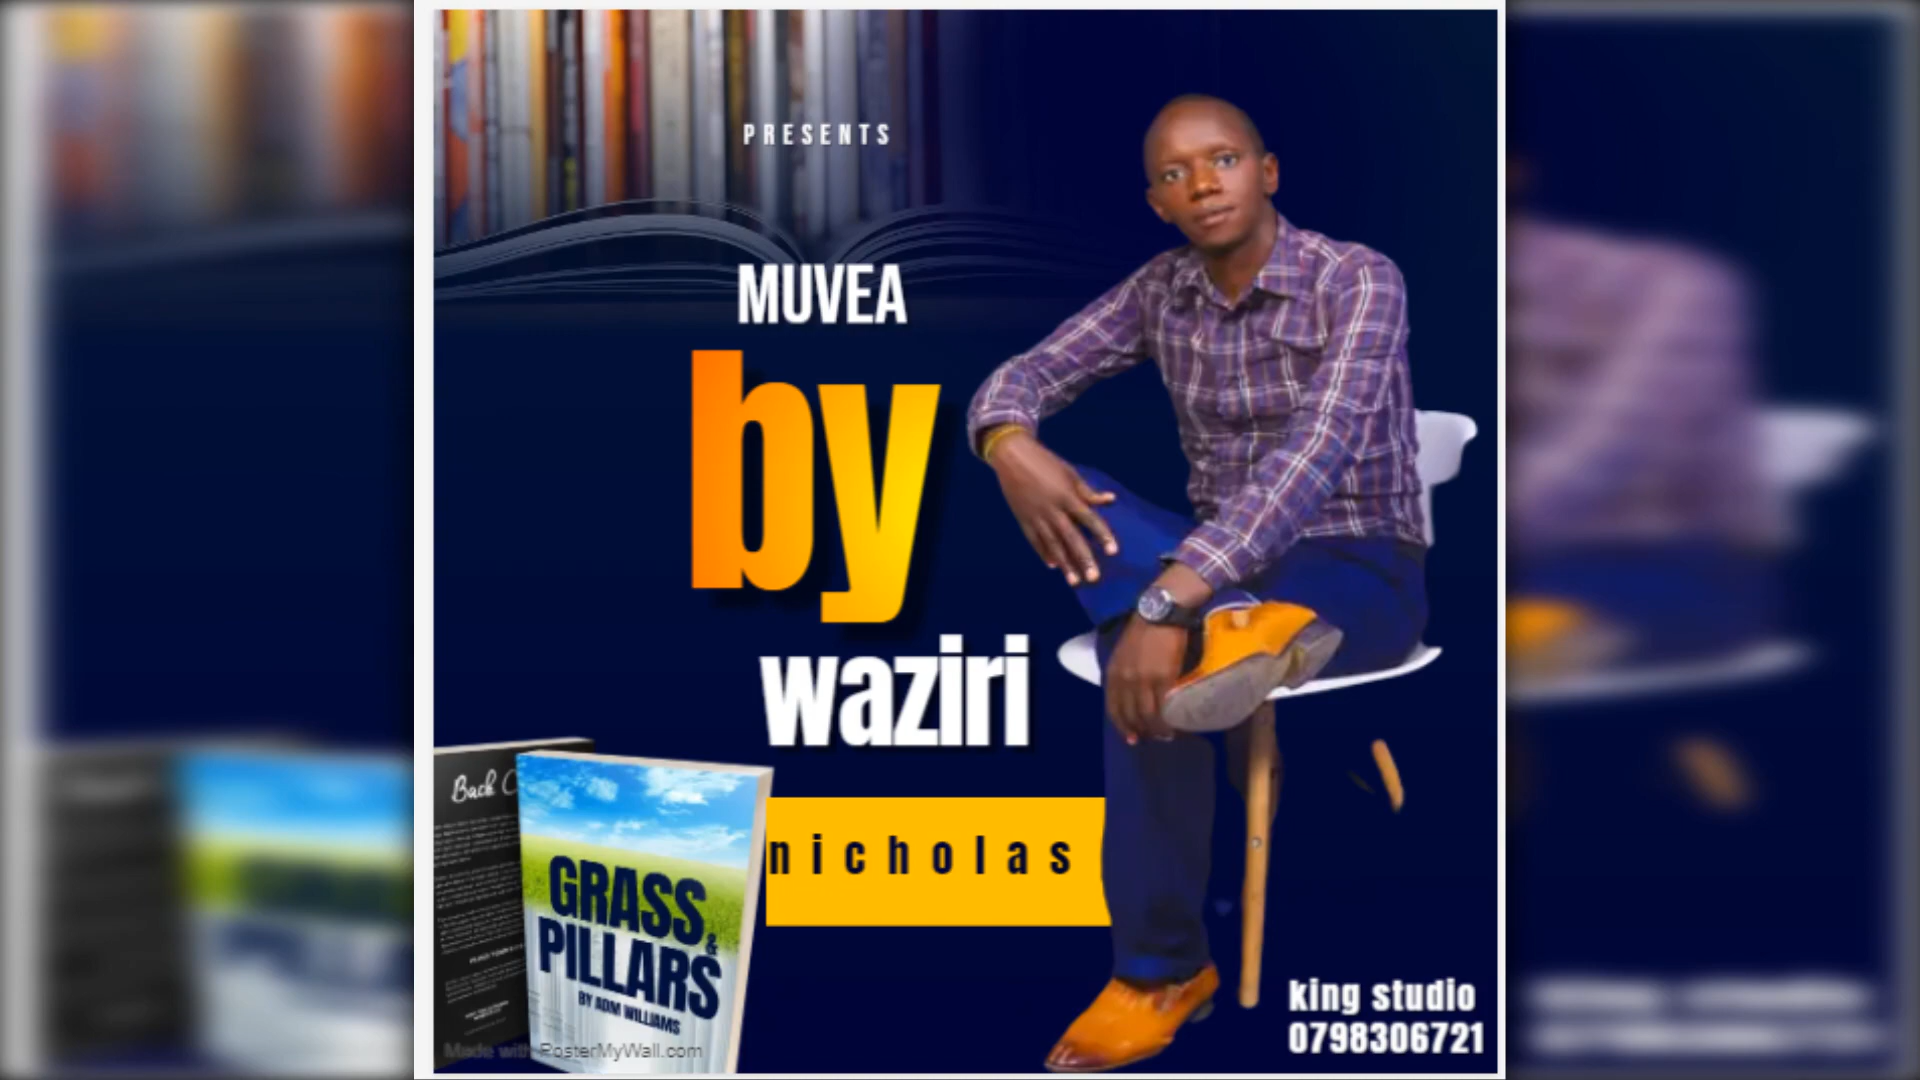 PRESENTS
MUVEA
by
waziri
nicholas
Back
GRASS &
PILLARS
BY ADM WILLIAMS
king studio
0798306721
Made with PosterMyWall.com